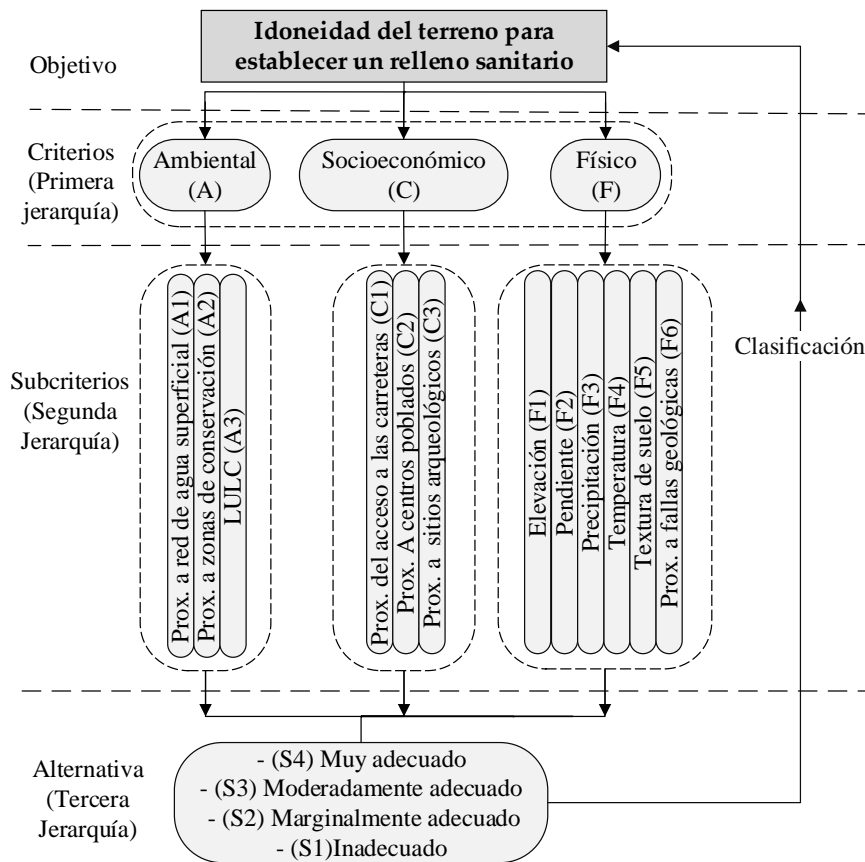 Idoneidad del terreno para
establecer un relleno sanitario
Objetivo
Criterios
(Primera
jerarquía)
Ambiental
(A)
Socioeconómico
(C)
Físico
(F)
Subcriterios
(Segunda
Jerarquía)
Prox. a red de agua superficial (A1)
Prox. a zonas de conservación (A2)
LULC (A3)
Prox. del acceso a las carreteras (C1)
Prox. A centros poblados (C2)
Prox. a sitios arqueológicos (C3)
Elevación (F1)
Pendiente (F2)
Precipitación (F3)
Temperatura (F4)
Textura de suelo (F5)
Prox. a fallas geológicas (F6)
Clasificación
Alternativa
(Tercera
Jerarquía)
- (S4) Muy adecuado
- (S3) Moderadamente adecuado
- (S2) Marginalmente adecuado
- (S1)Inadecuado